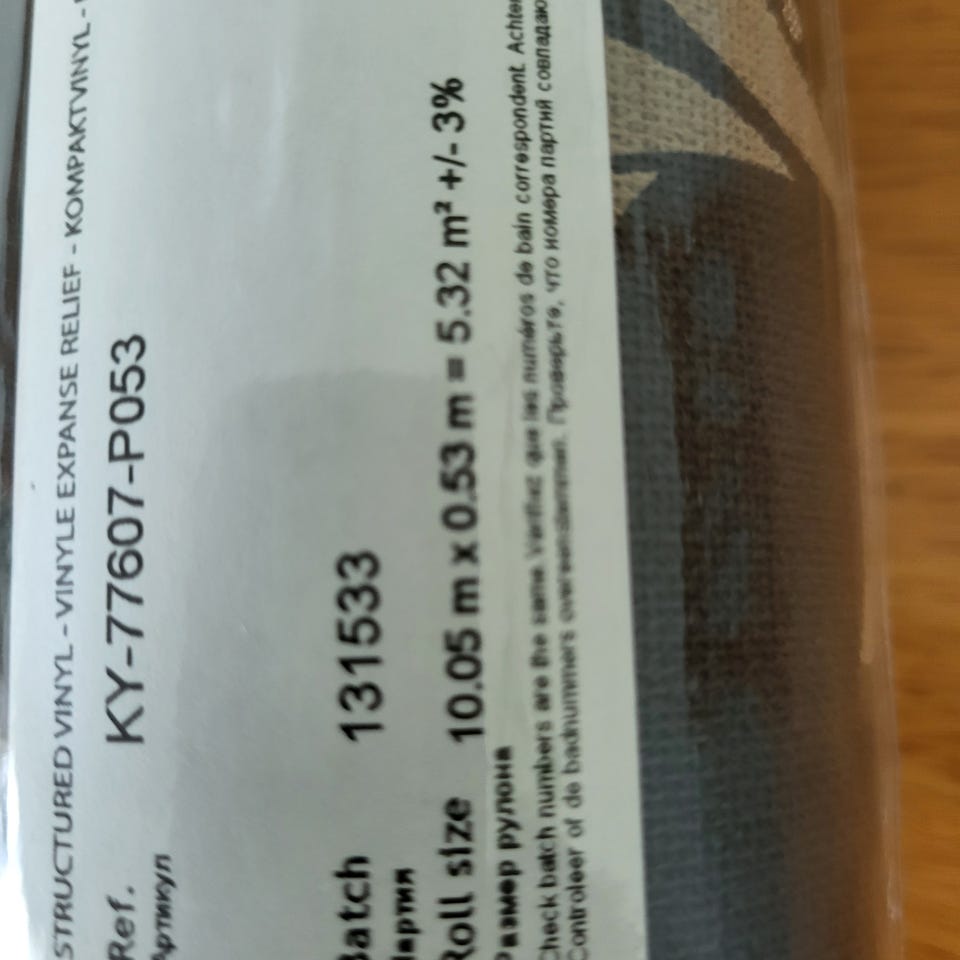 STRUCTURED VINYL - VINYLE EXPANSE RELIEF - KOMPAKTVINYL -
Ref. KY-77607-P053
Артикул
Batch 131533
Партия
Roll size 10.05 m x 0.53 m = 5.32 m² +/- 3%
Размер рулона
Check batch numbers are the same. Verifiez que les numéros de bain correspondent. Achter
Controleer of de badnummers overeenstemmen. Проверьте, что номера партий совпадаю